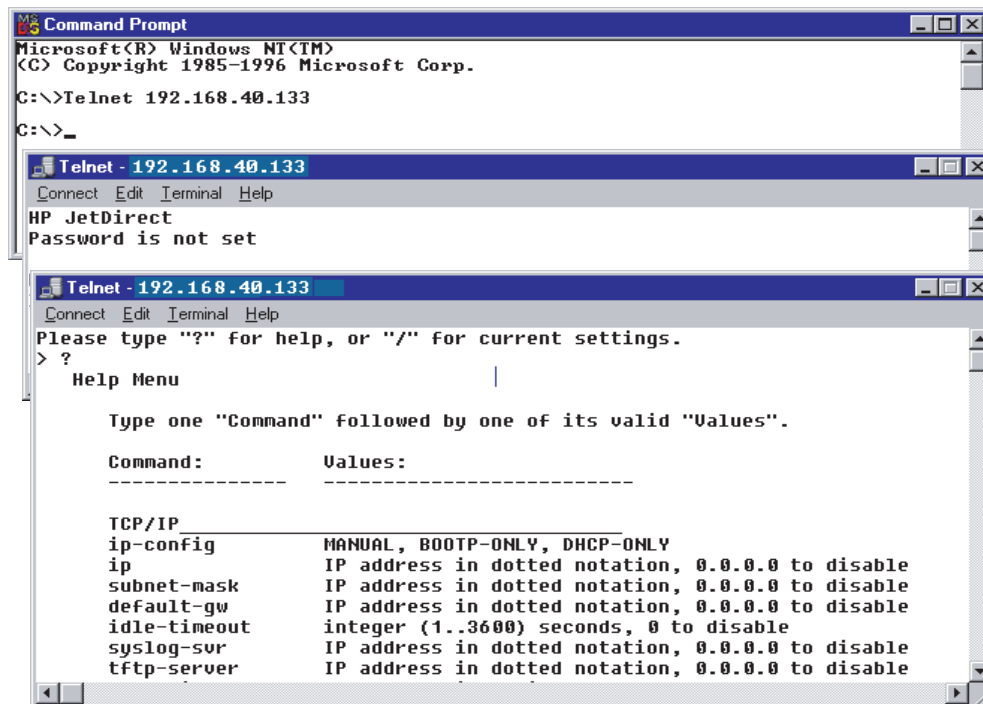 Command Prompt
Microsoft(R) Windows NT(TM)
(C) Copyright 1985-1996 Microsoft Corp.
C:\>Telnet 192.168.40.133
C:\>_
Telnet - 192.168.40.133
Connect Edit Terminal Help
HP JetDirect
Password is not set
Telnet - 192.168.40.133
Connect Edit Terminal Help
Please type "?" for help, or "/" for current settings.
> ?
Help Menu
Type one "Command" followed by one of its valid "Values".
Command: Values:
--------------- --------------------------
TCP/IP_____________________________________
ip-config MANUAL, BOOTP-ONLY, DHCP-ONLY
ip IP address in dotted notation, 0.0.0.0 to disable
subnet-mask IP address in dotted notation, 0.0.0.0 to disable
default-gw IP address in dotted notation, 0.0.0.0 to disable
idle-timeout integer (1..3600) seconds, 0 to disable
syslog-svr IP address in dotted notation, 0.0.0.0 to disable
tftp-server IP address in dotted notation, 0.0.0.0 to disable